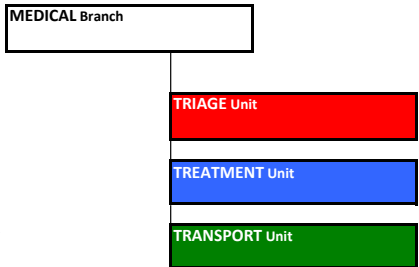 MEDICAL Branch
TRIAGE Unit
TREATMENT Unit
TRANSPORT Unit